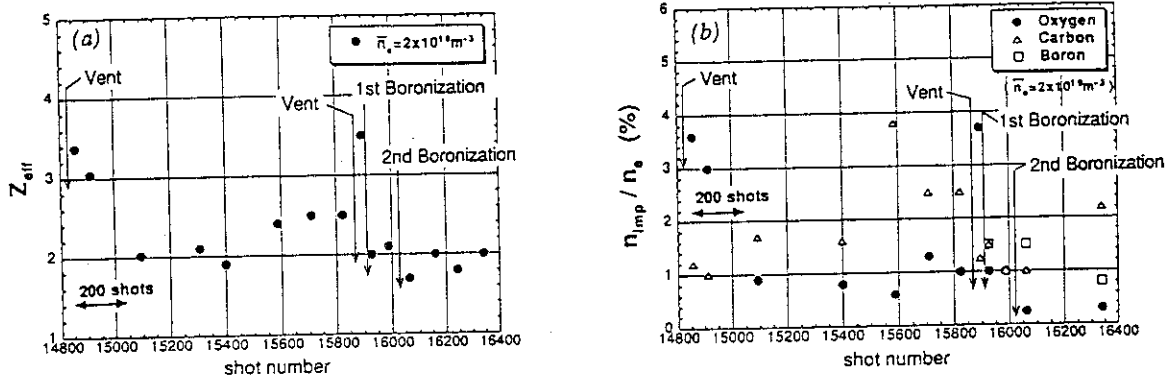 (a)
● n̅e=2x10¹⁹m⁻³
Vent
1st Boronization
Vent
2nd Boronization
200 shots
Zeff
5
4
3
2
1
14800 15000 15200 15400 15600 15800 16000 16200 16400
shot number
(b)
● Oxygen
△ Carbon
□ Boron
(n̅e=2x10¹⁹m⁻³)
Vent
Vent
1st Boronization
2nd Boronization
200 shots
nimp / ne (%)
6
5
4
3
2
1
0
14800 15000 15200 15400 15600 15800 16000 16200 16400
shot number